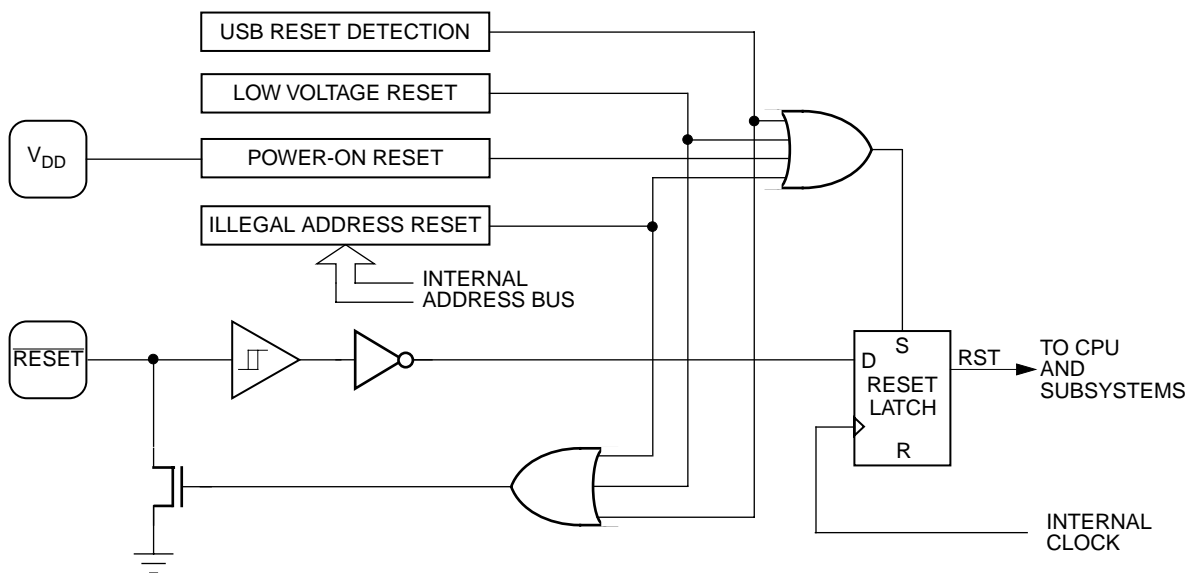 USB RESET DETECTION
LOW VOLTAGE RESET
V_DD
POWER-ON RESET
ILLEGAL ADDRESS RESET
INTERNAL
ADDRESS BUS
RESET
D
S
RESET
LATCH
R
RST
TO CPU
AND
SUBSYSTEMS
INTERNAL
CLOCK